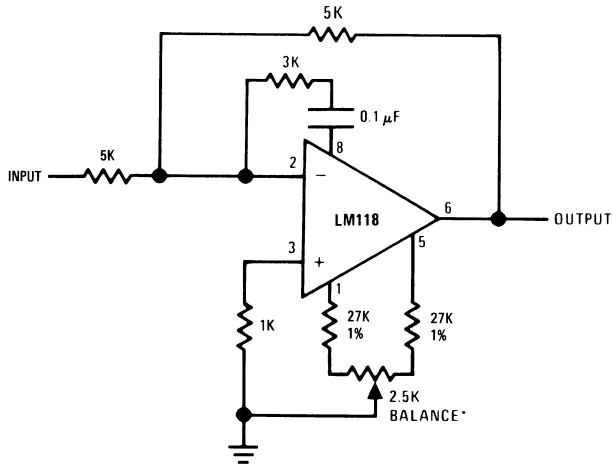 5K
3K
0.1 μF
8
5K
INPUT
2
−
LM118
6
OUTPUT
3
+
5
1
1K
27K
1%
27K
1%
2.5K
BALANCE*